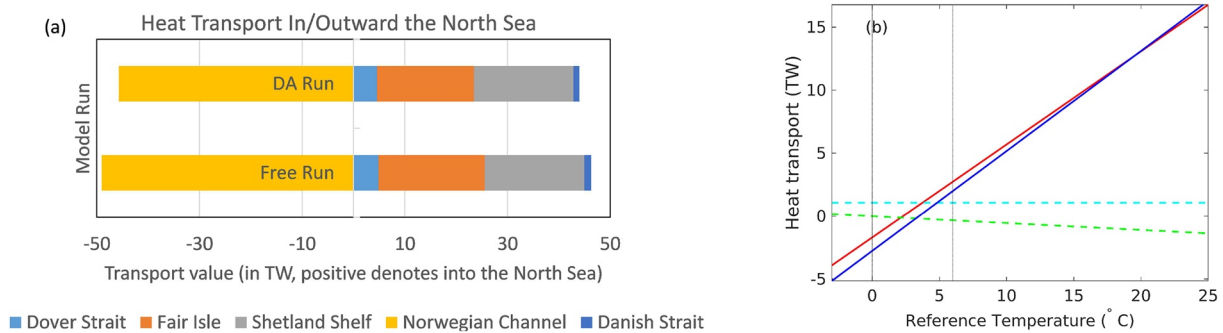 (a)
Heat Transport In/Outward the North Sea
Model Run
DA Run
Free Run
-50 -30 -10 10 30 50
Transport value (in TW, positive denotes into the North Sea)
Dover Strait Fair Isle Shetland Shelf Norwegian Channel Danish Strait
(b)
Heat transport (TW)
15
10
5
0
-5
0 5 10 15 20 25
Reference Temperature (° C)